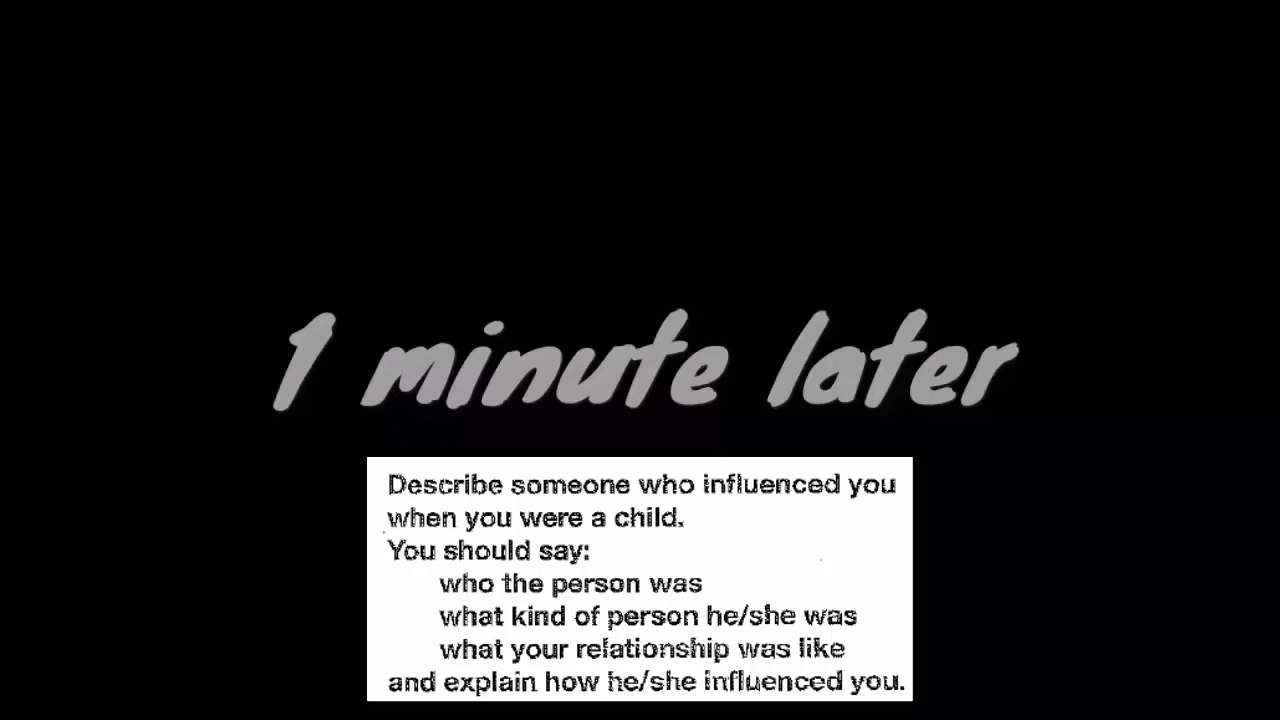 1 minute later
Describe someone who influenced you
when you were a child.
You should say:
who the person was
what kind of person he/she was
what your relationship was like
and explain how he/she influenced you.